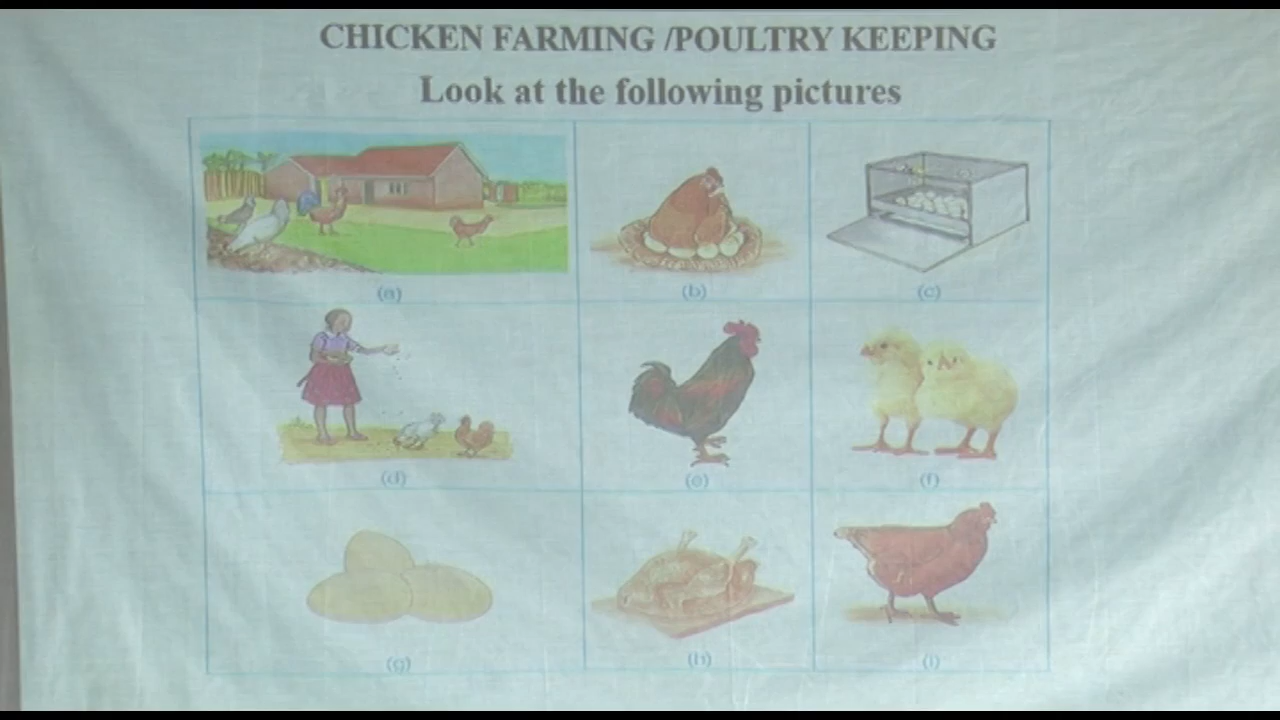 CHICKEN FARMING /POULTRY KEEPING
Look at the following pictures
(a) (b) (c)
(d) (e) (f)
(g) (h) (i)